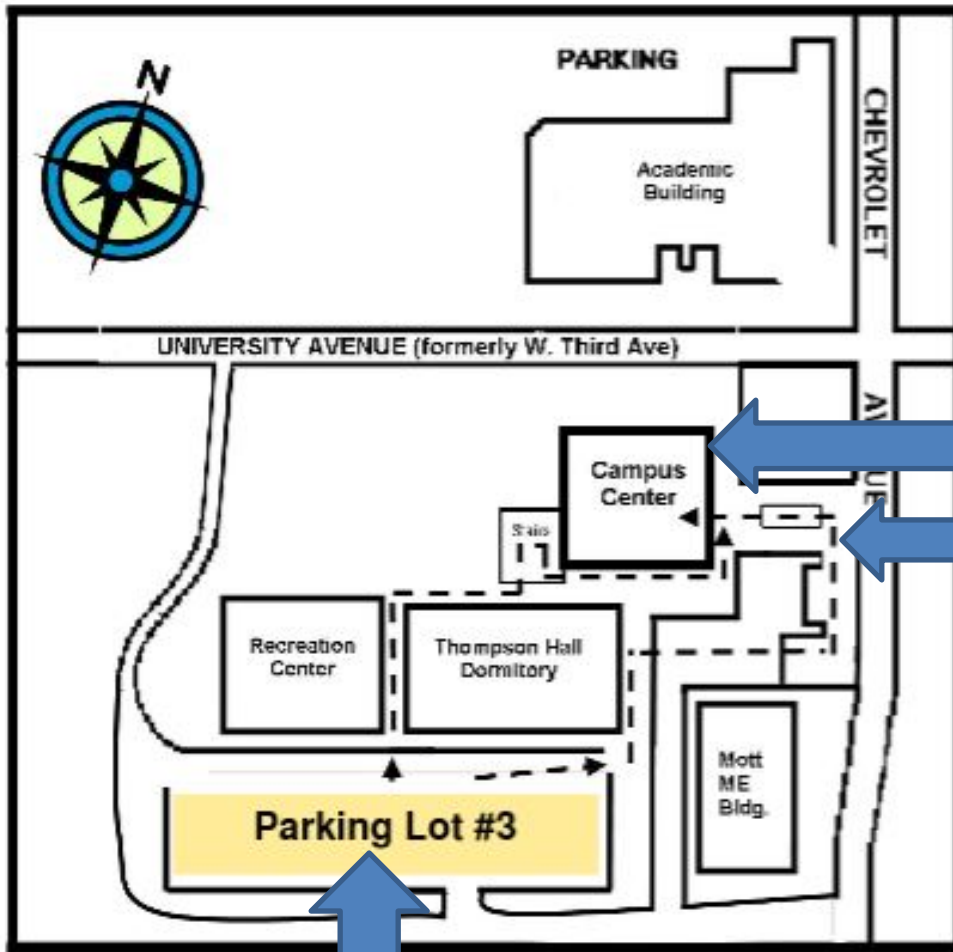 N
PARKING
CHEVROLET
Academic
Building
UNIVERSITY AVENUE (formerly W. Third Ave)
AVENUE
Campus
Center
Stairs
Recreation
Center
Thompson Hall
Dormitory
Mott
ME
Bldg.
Parking Lot #3